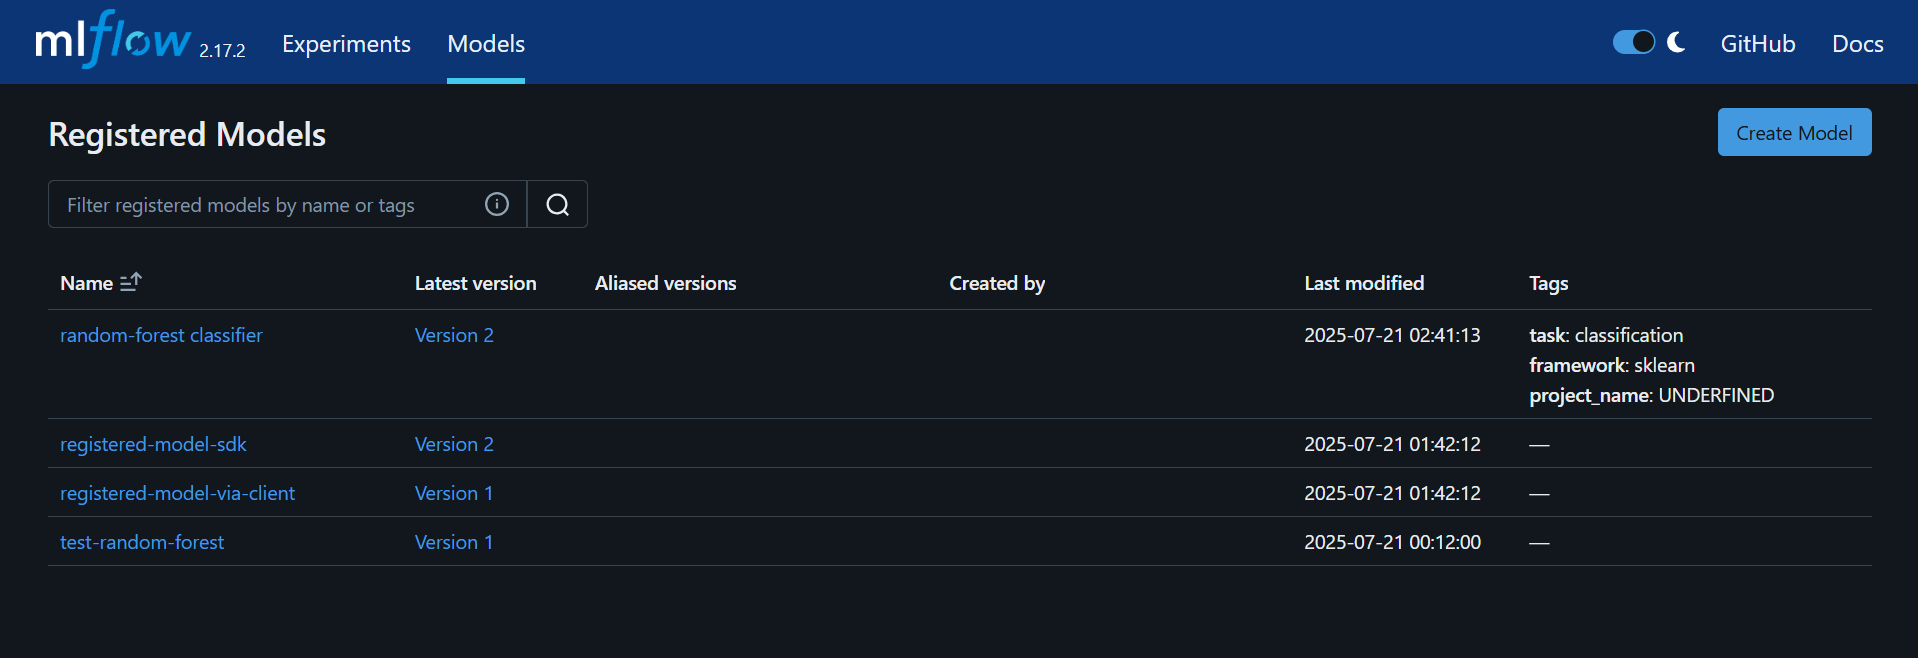 mlflow 2.17.2 Experiments Models GitHub Docs
Registered Models
Create Model
Filter registered models by name or tags
Name Latest version Aliased versions Created by Last modified Tags
random-forest classifier Version 2 2025-07-21 02:41:13 task: classification
framework: sklearn
project_name: UNDERFINED
registered-model-sdk Version 2 2025-07-21 01:42:12 —
registered-model-via-client Version 1 2025-07-21 01:42:12 —
test-random-forest Version 1 2025-07-21 00:12:00 —